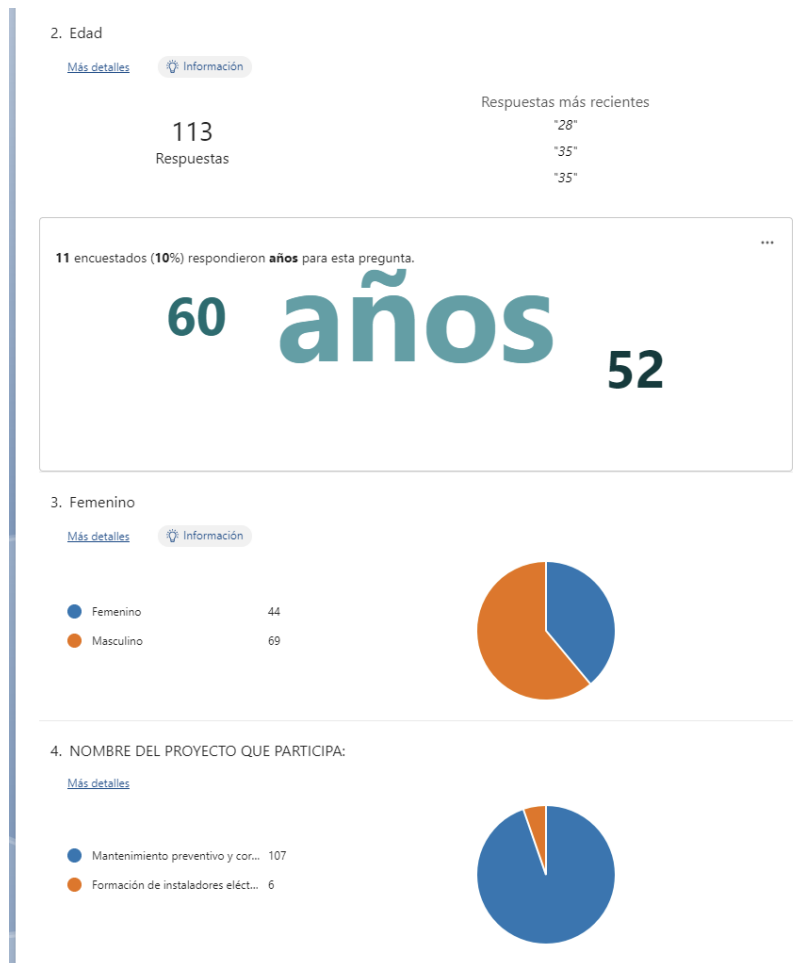 2. Edad
Más detalles
Información
113
Respuestas
Respuestas más recientes
"28"
"35"
"35"
...
11 encuestados (10%) respondieron años para esta pregunta.
60
años
52
3. Femenino
Más detalles
Información
Femenino 44
Masculino 69
4. NOMBRE DEL PROYECTO QUE PARTICIPA:
Más detalles
Mantenimiento preventivo y cor... 107
Formación de instaladores eléct... 6